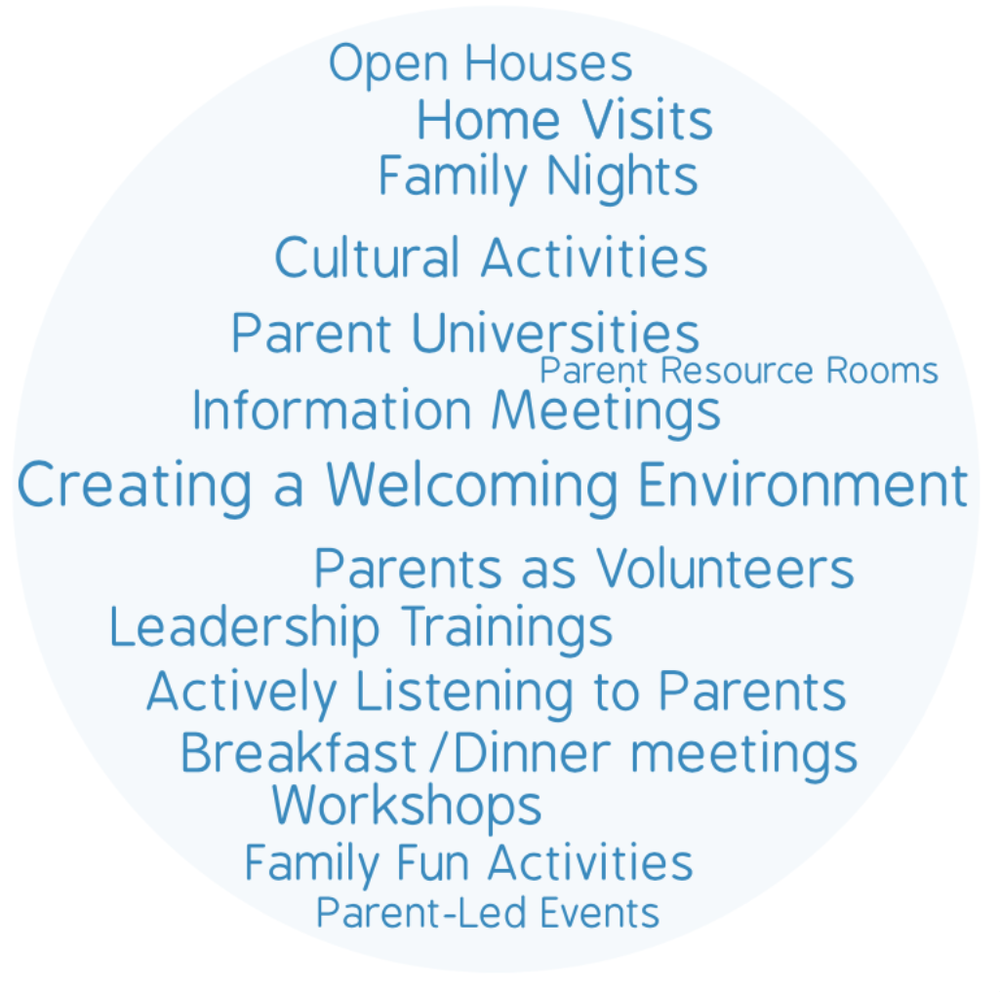 Open Houses
Home Visits
Family Nights
Cultural Activities
Parent Universities
Parent Resource Rooms
Information Meetings
Creating a Welcoming Environment
Parents as Volunteers
Leadership Trainings
Actively Listening to Parents
Breakfast /Dinner meetings
Workshops
Family Fun Activities
Parent-Led Events